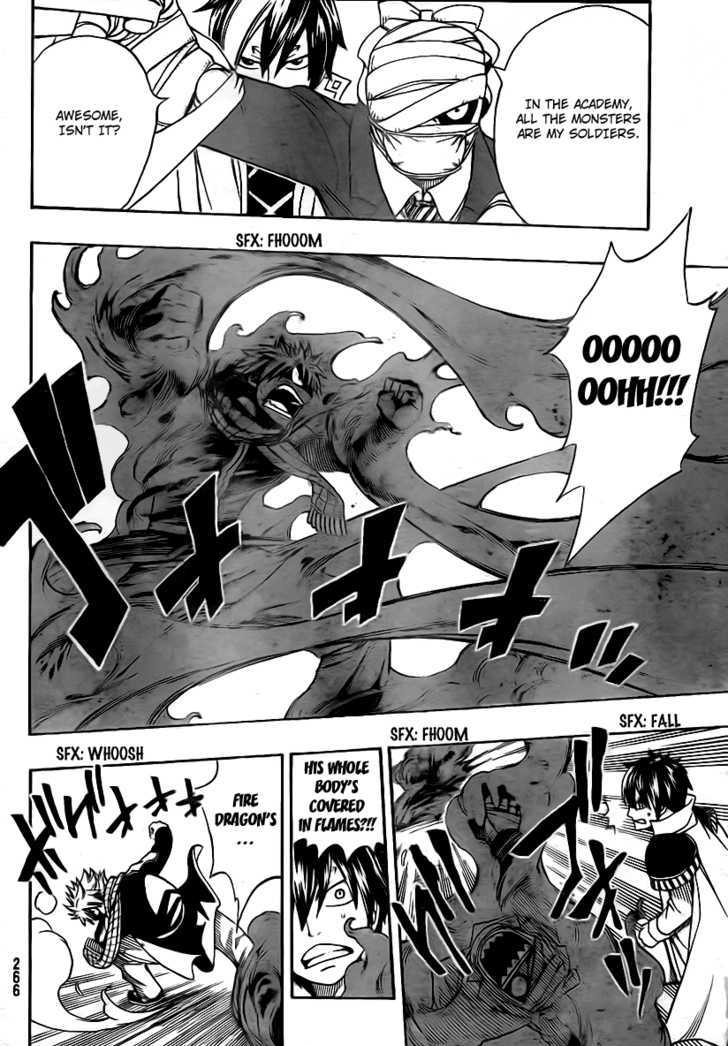 IN THE ACADEMY,
ALL THE MONSTERS
ARE MY SOLDIERS.
AWESOME,
ISN'T IT?
SFX: FHOOOM
OOOOO
OOHH!!!
SFX: FALL
SFX: FHOOM
HIS WHOLE
BODY'S
COVERED
IN FLAMES?!!
SFX: WHOOSH
FIRE
DRAGON'S
...
266